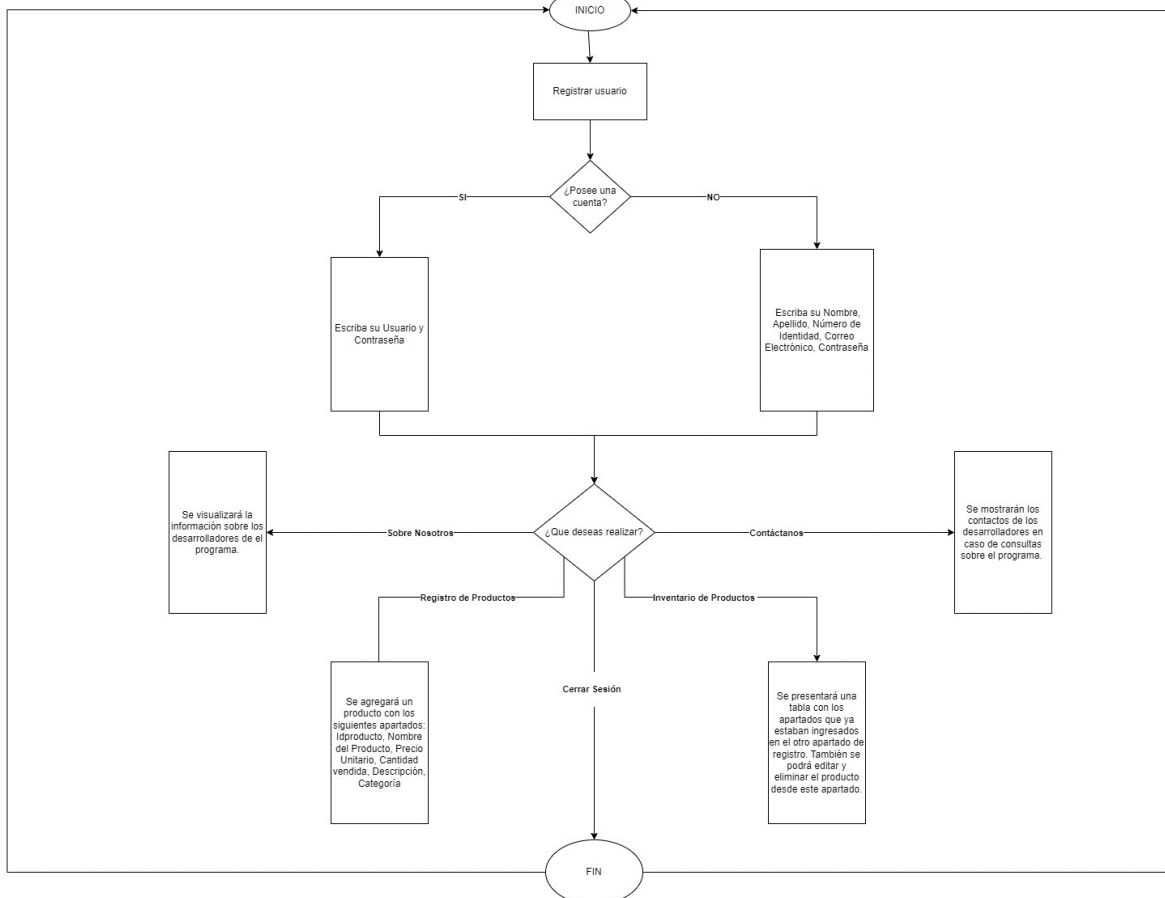 INICIO
Registrar usuario
¿Posee una
cuenta?
SI
NO
Escriba su Usuario y
Contraseña
Escriba su Nombre,
Apellido, Número de
Identidad, Correo
Electrónico, Contraseña
Se visualizará la
información sobre los
desarrolladores de el
programa.
Sobre Nosotros
¿Que deseas realizar?
Contáctanos
Se mostrarán los
contactos de los
desarrolladores en
caso de consultas
sobre el programa.
Registro de Productos
Inventario de Productos
Cerrar Sesión
Se agregará un
producto con los
siguientes apartados:
Idproducto, Nombre
del Producto, Precio
Unitario, Cantidad
vendida, Descripción,
Categoría
Se presentará una
tabla con los
apartados que ya
estaban ingresados
en el otro apartado de
registro. También se
podrá editar y
eliminar el producto
desde este apartado.
FIN